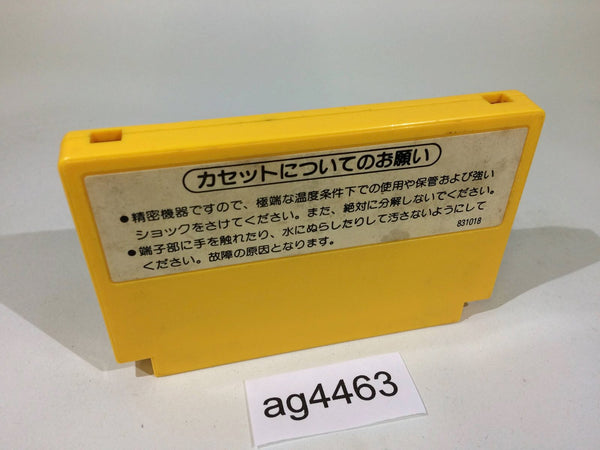 カセットについてのお願い
●精密機器ですので、極端な温度条件下での使用や保管および強い
ショックをさけてください。また、絶対に分解しないでください。
●端子部に手を触れたり、水にぬらしたりして汚さないようにして
ください。故障の原因となります。
831018
ag4463